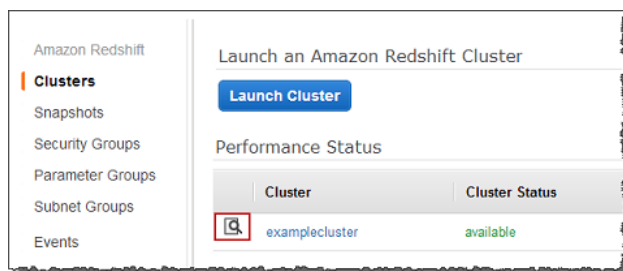 Amazon Redshift
Clusters
Snapshots
Security Groups
Parameter Groups
Subnet Groups
Events
Launch an Amazon Redshift Cluster
Launch Cluster
Performance Status
Cluster Cluster Status
examplecluster available